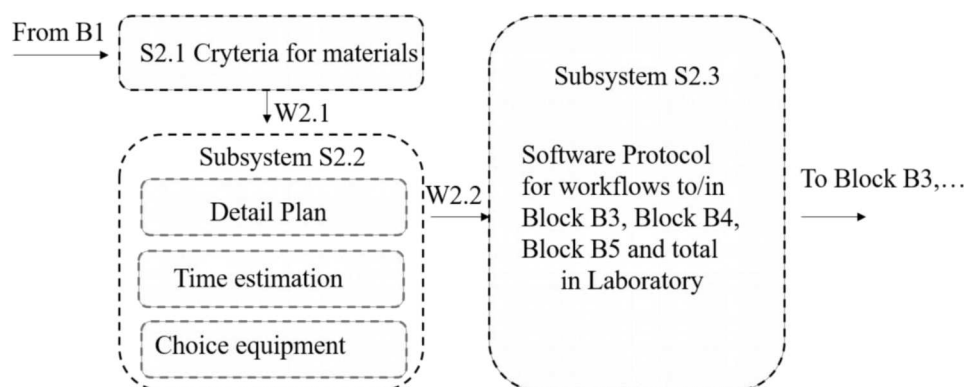 From B1
S2.1 Cryteria for materials
W2.1
Subsystem S2.2
Detail Plan
Time estimation
Choice equipment
W2.2
Subsystem S2.3
Software Protocol
for workflows to/in
Block B3, Block B4,
Block B5 and total
in Laboratory
To Block B3,...